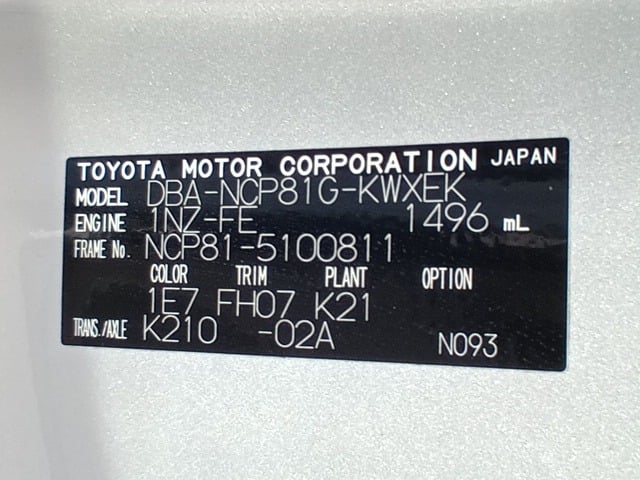 TOYOTA MOTOR CORPORATION JAPAN
MODEL DBA-NCP81G-KWXEK
ENGINE 1NZ-FE 1496 mL
FRAME No. NCP81-5100811
COLOR TRIM PLANT OPTION
1E7 FH07 K21
TRANS./AXLE K210 -02A N093